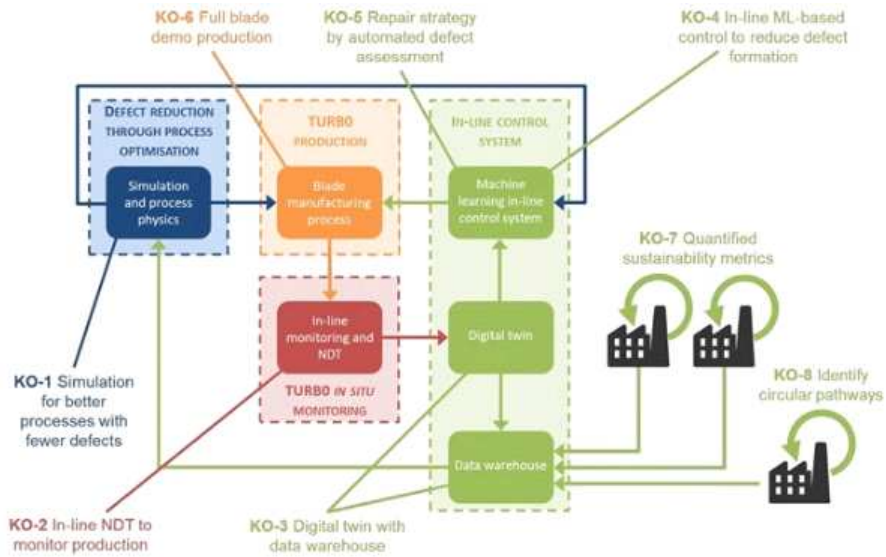 KO-6 Full blade
demo production
KO-5 Repair strategy
by automated defect
assessment
KO-4 In-line ML-based
control to reduce defect
formation
DEFECT REDUCTION
THROUGH PROCESS
OPTIMISATION
TURB0
PRODUCTION
IN-LINE CONTROL
SYSTEM
Simulation
and process
physics
Blade
manufacturing
process
Machine
learning in-line
control system
KO-7 Quantified
sustainability metrics
In-line
monitoring and
NDT
Digital twin
TURB0 IN SITU
MONITORING
KO-1 Simulation
for better
processes with
fewer defects
KO-8 Identify
circular pathways
Data warehouse
KO-2 In-line NDT to
monitor production
KO-3 Digital twin with
data warehouse